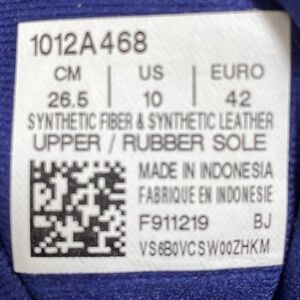 1012A468
CM | US | EURO
26.5 | 10 | 42
SYNTHETIC FIBER & SYNTHETIC LEATHER
UPPER / RUBBER SOLE
MADE IN INDONESIA
FABRIQUE EN INDONESIE
F911219 BJ
VS6B0VCSW00ZHKM